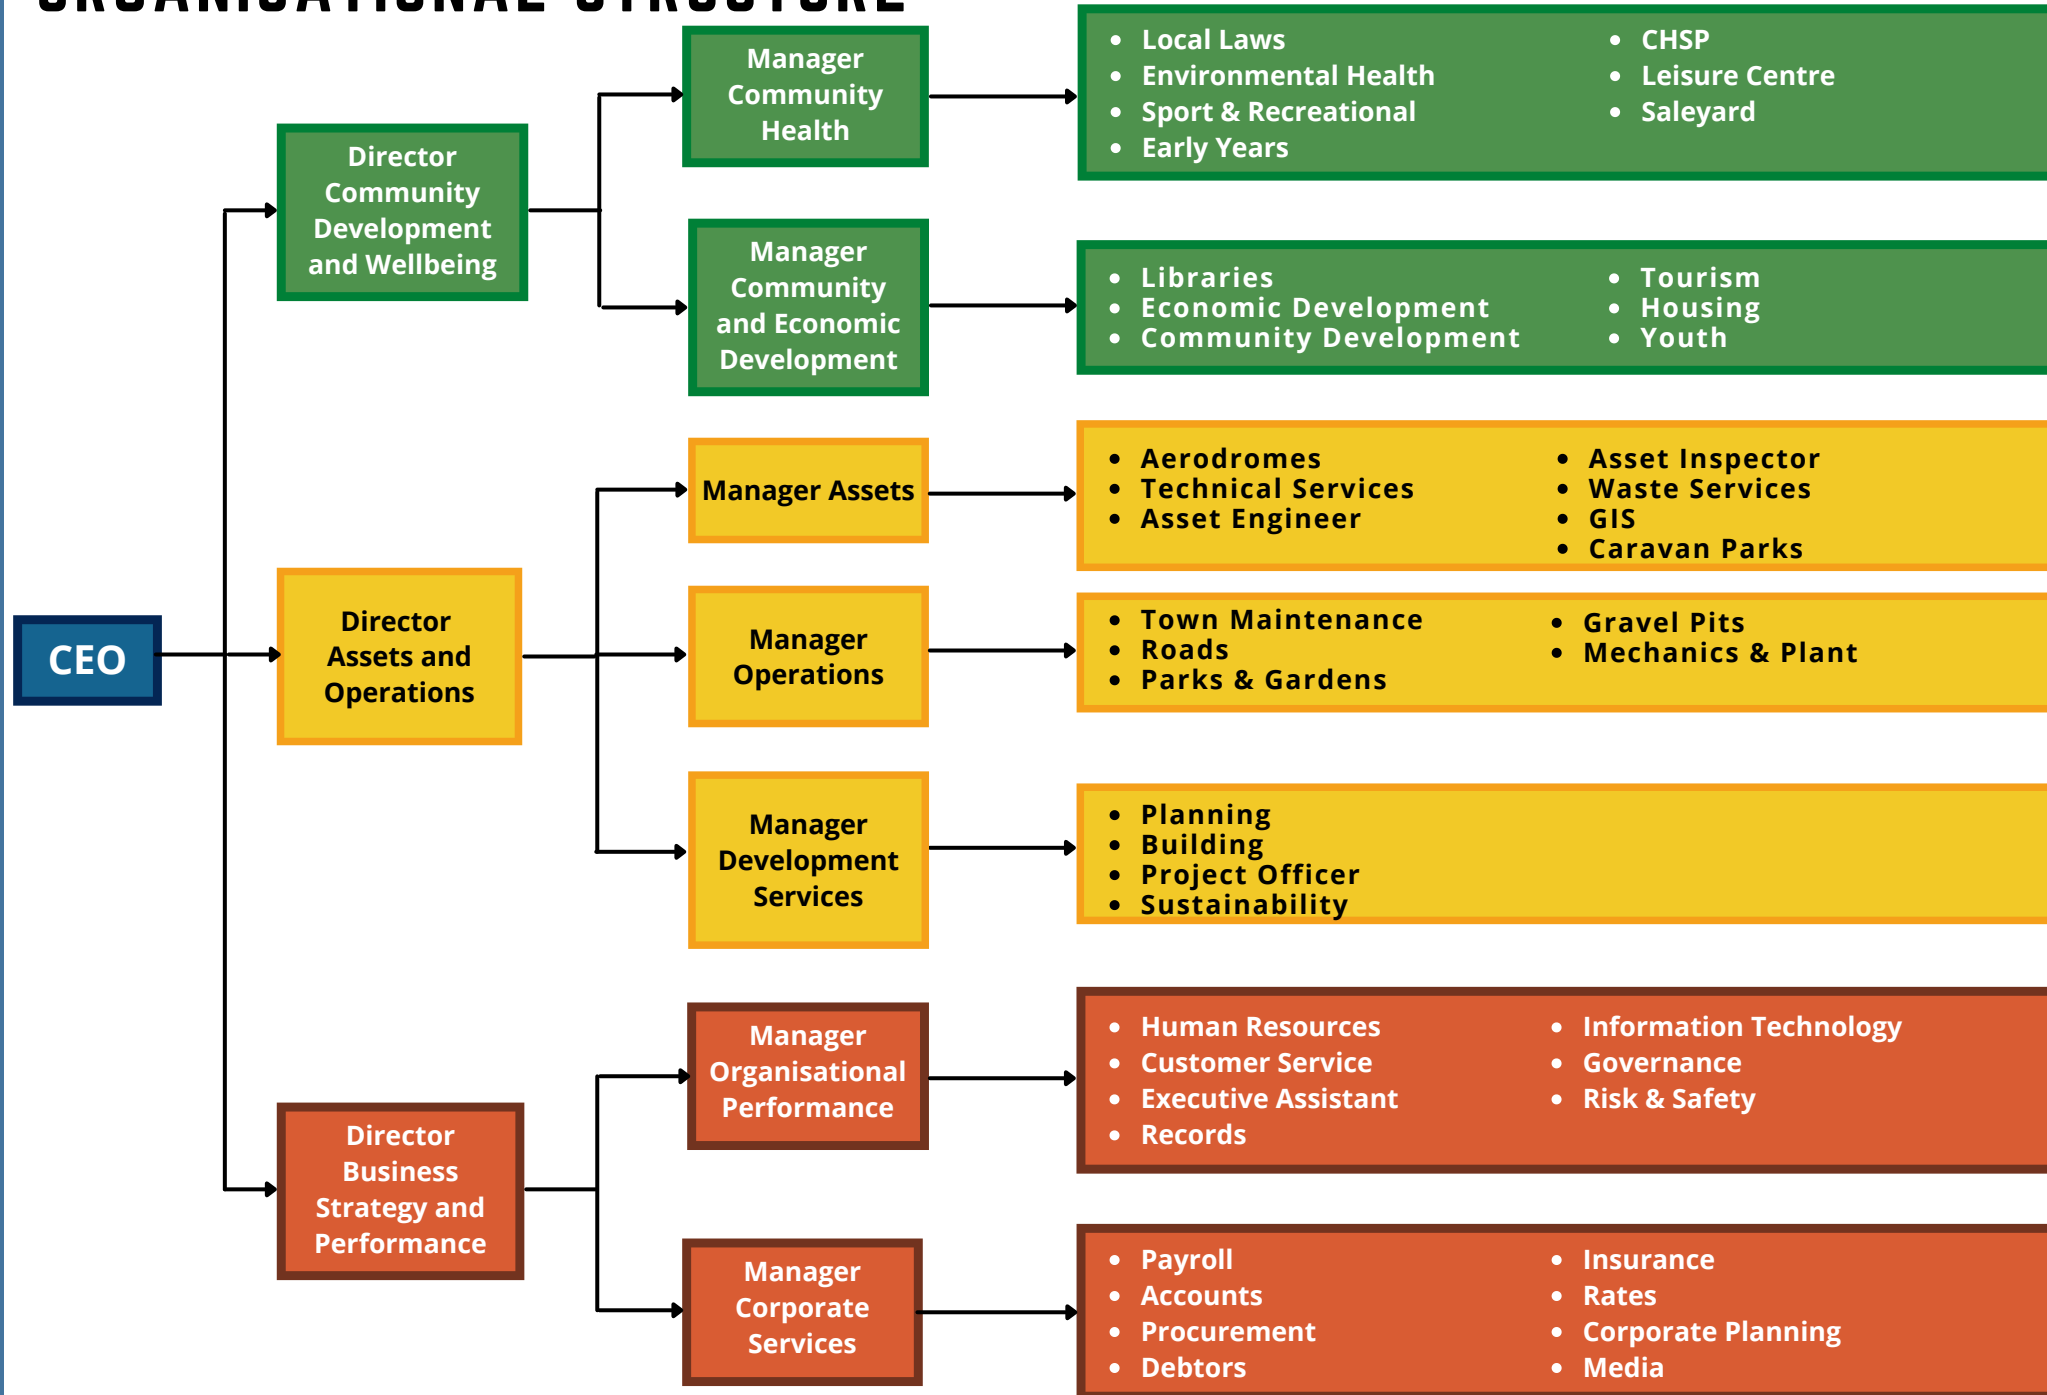 ORGANISATIONAL STRUCTURE
Manager
Community
Health
• Local Laws
• Environmental Health
• Sport & Recreational
• Early Years
• CHSP
• Leisure Centre
• Saleyard
Director
Community
Development
and Wellbeing
Manager
Community
and Economic
Development
• Libraries
• Economic Development
• Community Development
• Tourism
• Housing
• Youth
Manager Assets
• Aerodromes
• Technical Services
• Asset Engineer
• Asset Inspector
• Waste Services
• GIS
• Caravan Parks
CEO
Director
Assets and
Operations
Manager
Operations
• Town Maintenance
• Roads
• Parks & Gardens
• Gravel Pits
• Mechanics & Plant
Manager
Development
Services
• Planning
• Building
• Project Officer
• Sustainability
Manager
Organisational
Performance
• Human Resources
• Customer Service
• Executive Assistant
• Records
• Information Technology
• Governance
• Risk & Safety
Director
Business
Strategy and
Performance
Manager
Corporate
Services
• Payroll
• Accounts
• Procurement
• Debtors
• Insurance
• Rates
• Corporate Planning
• Media